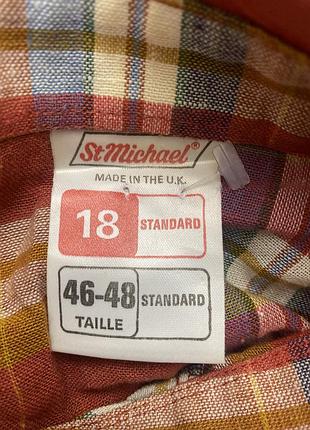 St Michael®
MADE IN THE U.K.
18 STANDARD
46-48 STANDARD
TAILLE